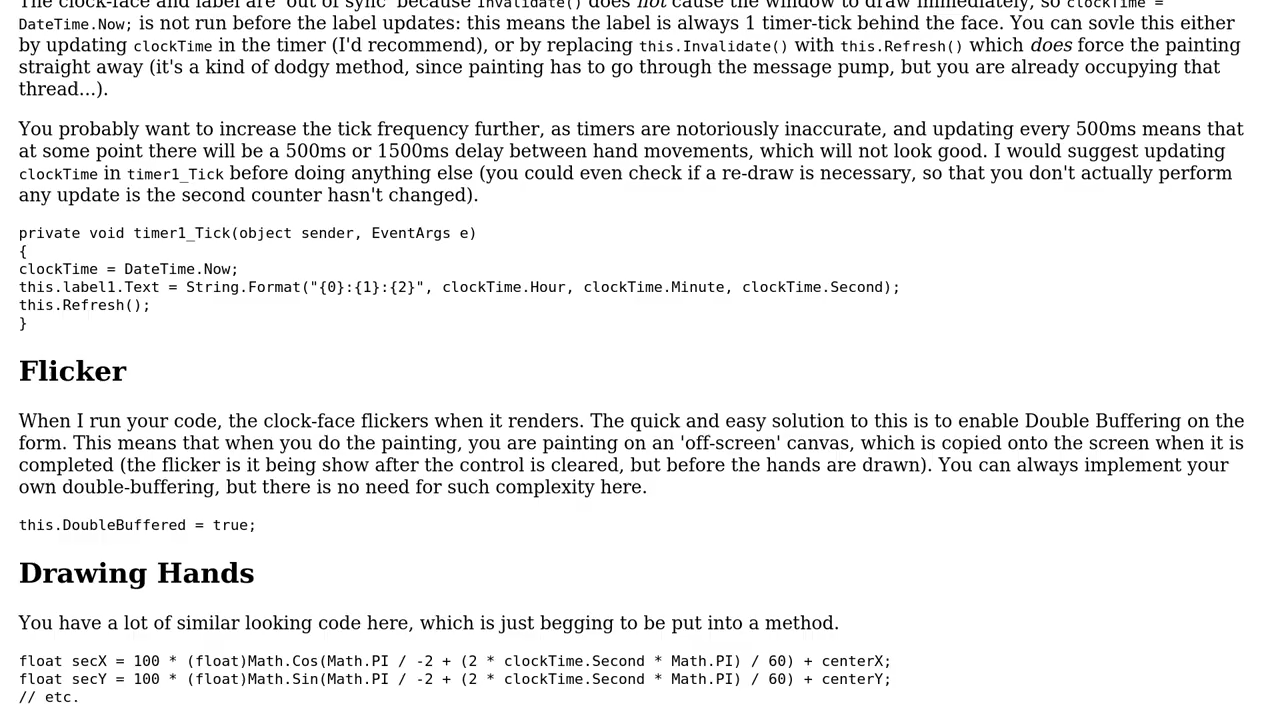 The clock-face and label are 'out of sync' because Invalidate() does not cause the window to draw immediately, so clockTime =
DateTime.Now; is not run before the label updates: this means the label is always 1 timer-tick behind the face. You can sovle this either
by updating clockTime in the timer (I'd recommend), or by replacing this.Invalidate() with this.Refresh() which does force the painting
straight away (it's a kind of dodgy method, since painting has to go through the message pump, but you are already occupying that
thread...).
You probably want to increase the tick frequency further, as timers are notoriously inaccurate, and updating every 500ms means that
at some point there will be a 500ms or 1500ms delay between hand movements, which will not look good. I would suggest updating
clockTime in timer1_Tick before doing anything else (you could even check if a re-draw is necessary, so that you don't actually perform
any update is the second counter hasn't changed).
private void timer1_Tick(object sender, EventArgs e)
{
clockTime = DateTime.Now;
this.label1.Text = String.Format("{0}:{1}:{2}", clockTime.Hour, clockTime.Minute, clockTime.Second);
this.Refresh();
}
Flicker
When I run your code, the clock-face flickers when it renders. The quick and easy solution to this is to enable Double Buffering on the
form. This means that when you do the painting, you are painting on an 'off-screen' canvas, which is copied onto the screen when it is
completed (the flicker is it being show after the control is cleared, but before the hands are drawn). You can always implement your
own double-buffering, but there is no need for such complexity here.
this.DoubleBuffered = true;
Drawing Hands
You have a lot of similar looking code here, which is just begging to be put into a method.
float secX = 100 * (float)Math.Cos(Math.PI / -2 + (2 * clockTime.Second * Math.PI) / 60) + centerX;
float secY = 100 * (float)Math.Sin(Math.PI / -2 + (2 * clockTime.Second * Math.PI) / 60) + centerY;
// etc.